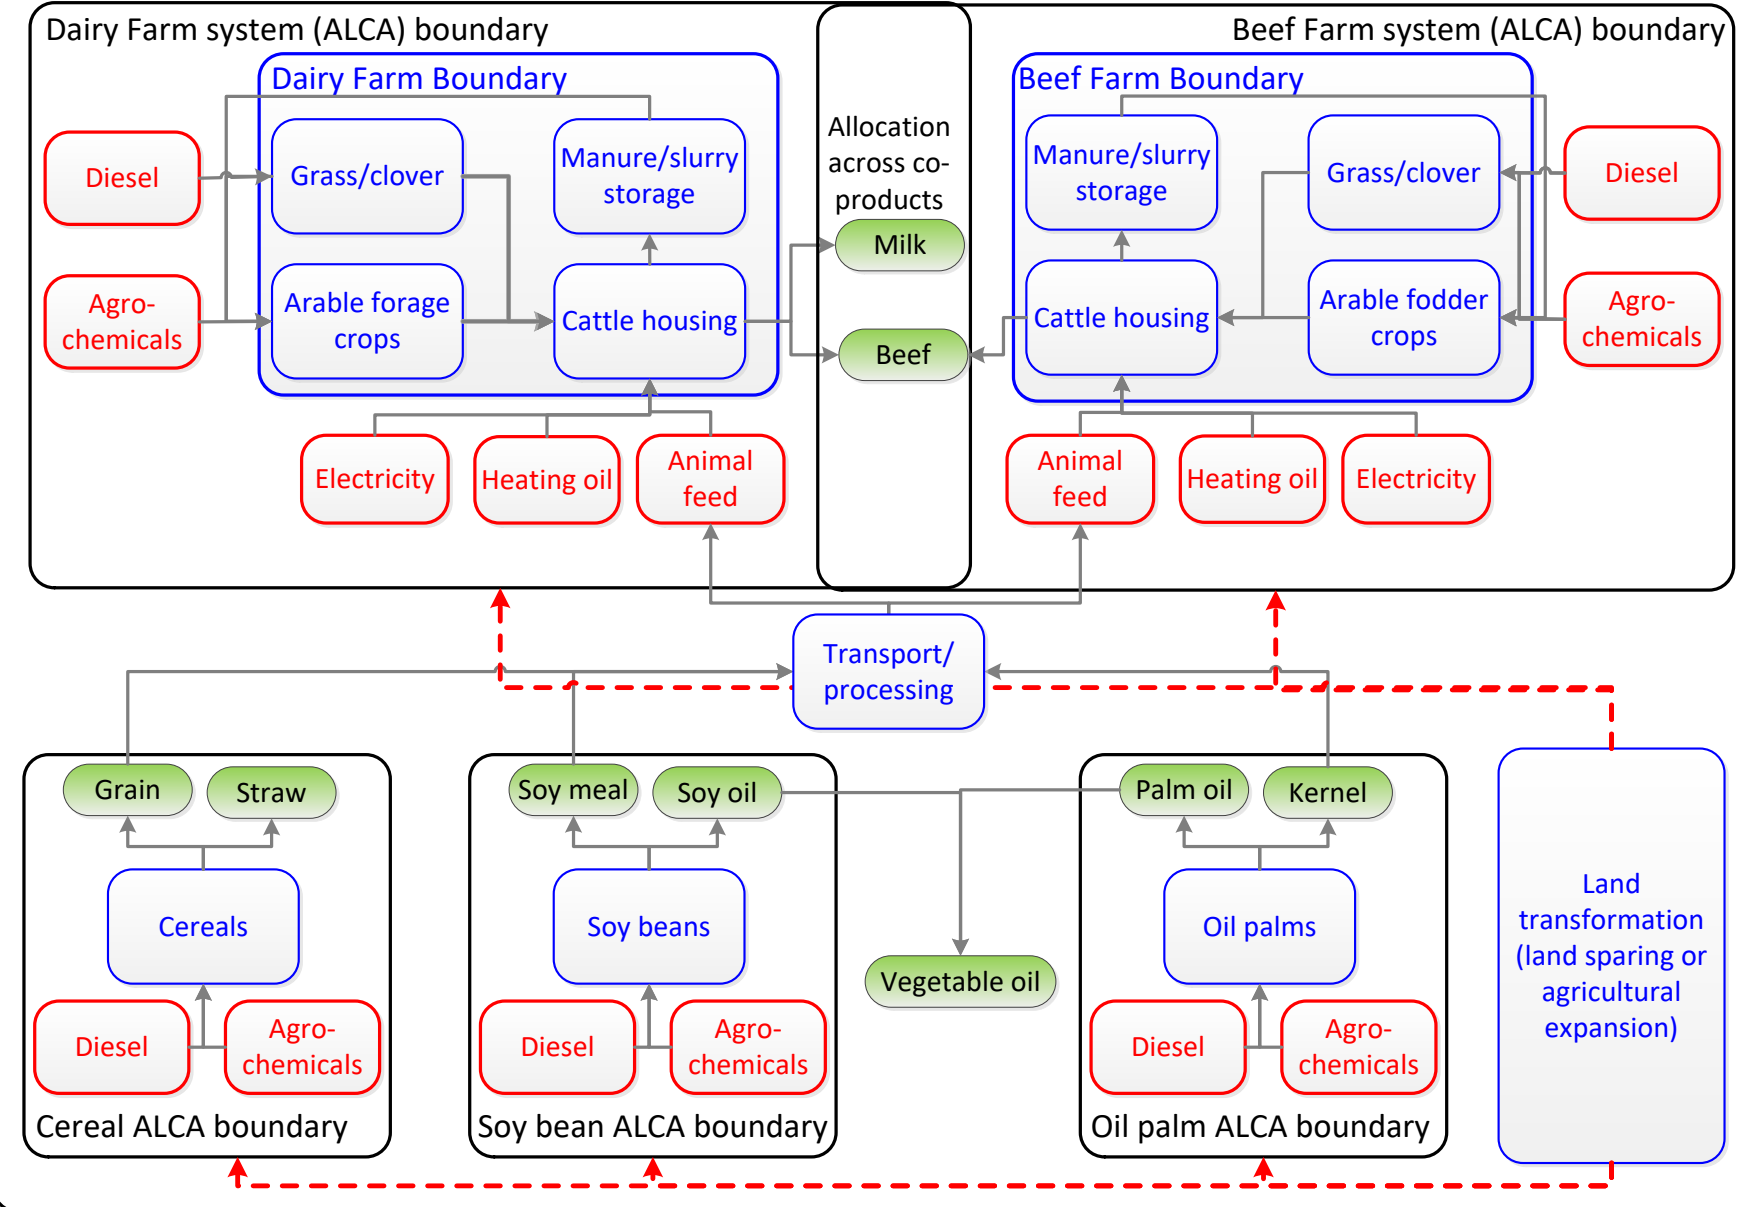 Dairy Farm system (ALCA) boundary
Beef Farm system (ALCA) boundary
Dairy Farm Boundary
Beef Farm Boundary
Diesel
Grass/clover
Manure/slurry
storage
Agro-
chemicals
Arable forage
crops
Cattle housing
Electricity
Heating oil
Animal
feed
Allocation
across co-
products
Milk
Beef
Manure/slurry
storage
Grass/clover
Diesel
Cattle housing
Arable fodder
crops
Agro-
chemicals
Animal
feed
Heating oil
Electricity
Transport/
processing
Grain
Straw
Cereals
Diesel
Agro-
chemicals
Cereal ALCA boundary
Soy meal
Soy oil
Soy beans
Diesel
Agro-
chemicals
Soy bean ALCA boundary
Vegetable oil
Palm oil
Kernel
Oil palms
Diesel
Agro-
chemicals
Oil palm ALCA boundary
Land
transformation
(land sparing or
agricultural
expansion)